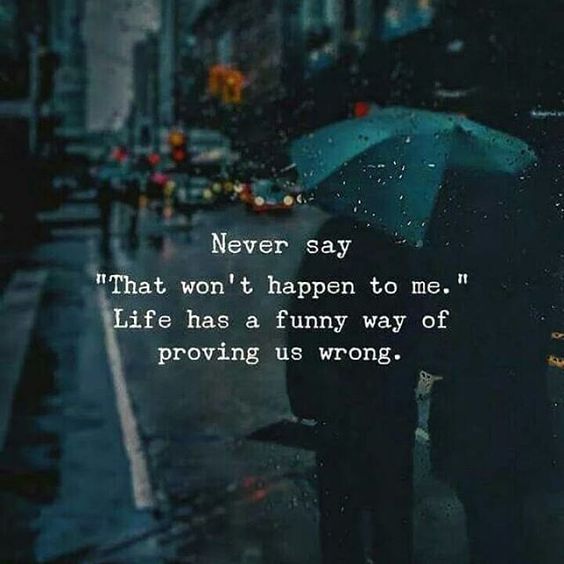 Never say
"That won't happen to me."
Life has a funny way of
proving us wrong.